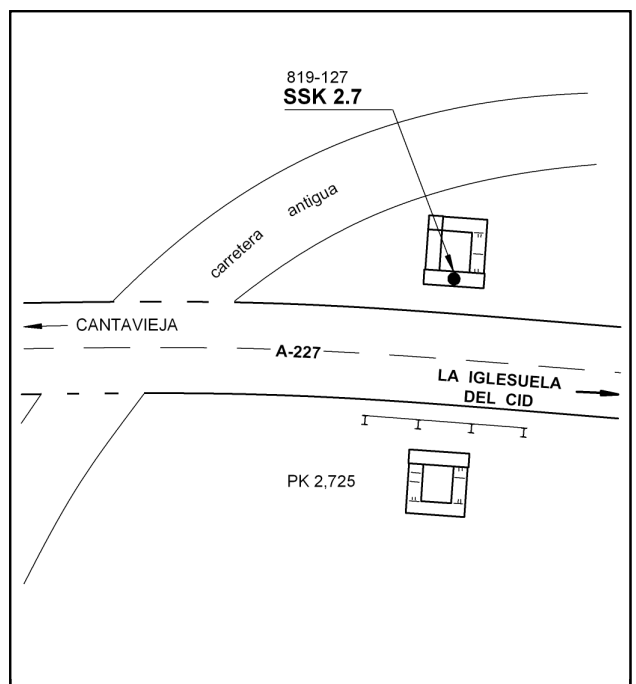 819-127
SSK 2.7
carretera antigua
CANTAVIEJA
A-227
LA IGLESUELA
DEL CID
PK 2,725